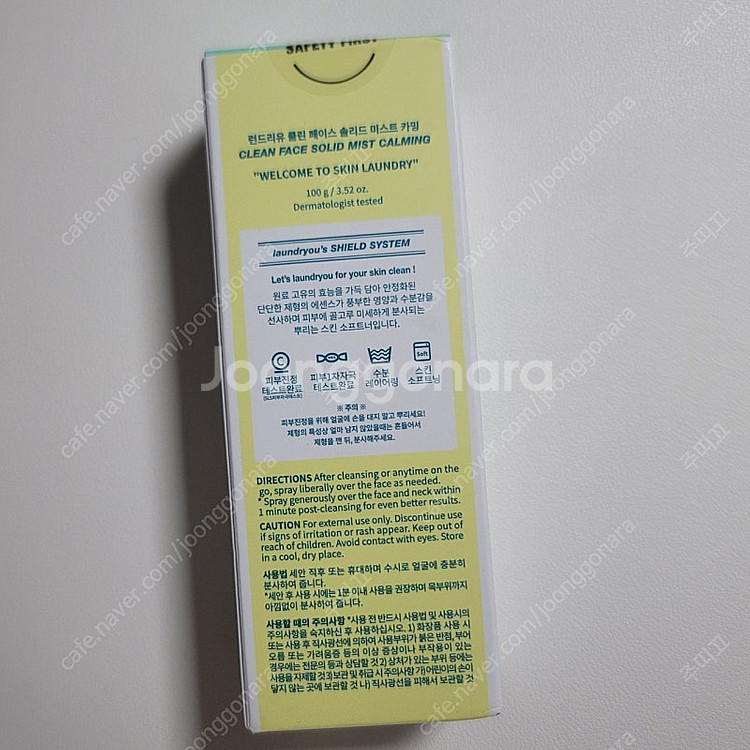 SAFETY FIRST
런드리유 클린 페이스 솔리드 미스트 카밍
CLEAN FACE SOLID MIST CALMING
"WELCOME TO SKIN LAUNDRY"
100 g / 3.52 oz.
Dermatologist tested
laundryou's SHIELD SYSTEM
Let's laundryou for your skin clean !
원료 고유의 효능을 가득 담아 안정화된
단단한 제형의 에센스가 풍부한 영양과 수분감을
선사하며 피부에 골고루 미세하게 분사되는
뿌리는 스킨 소프트너입니다.
C
soft
피부진정 테스트완료
피부1차자극 테스트완료
수분 레이어링
스킨 소프트닝
Joonggonara
※ 주의 ※
피부진정을 위해 얼굴에 손을 대지 말고 뿌리세요!
제형의 특성상 얼마 남지 않았을때는 흔들어서
제형을 깬 뒤, 분사해주세요.
DIRECTIONS After cleansing or anytime on the
go, spray liberally over the face as needed.
* Spray generously over the face and neck within
1 minute post-cleansing for even better results.
CAUTION For external use only. Discontinue use
if signs of irritation or rash appear. Keep out of
reach of children. Avoid contact with eyes. Store
in a cool, dry place.
사용법 세안 직후 또는 휴대하며 수시로 얼굴에 충분히
분사하여 줍니다.
*세안 후 사용 시에는 1분 이내 사용을 권장하며 목부위까지
아낌없이 분사하여 줍니다.
사용할 때의 주의사항 *사용 전 반드시 사용법 및 사용시의
주의사항을 숙지하신 후 사용하십시오. 1) 화장품 사용 시
또는 사용 후 직사광선에 의하여 사용부위가 붉은 반점, 부어
오름 또는 가려움증 등의 이상 증상이나 부작용이 있는
경우에는 전문의 등과 상담할 것 2) 상처가 있는 부위 등에는
사용을 자제할 것 3)보관 및 취급 시 주의사항 가)어린이의 손이
닿지 않는 곳에 보관할 것 나) 직사광선을 피해서 보관할 것
cafe.naver.com/joonggonara
주띠끄